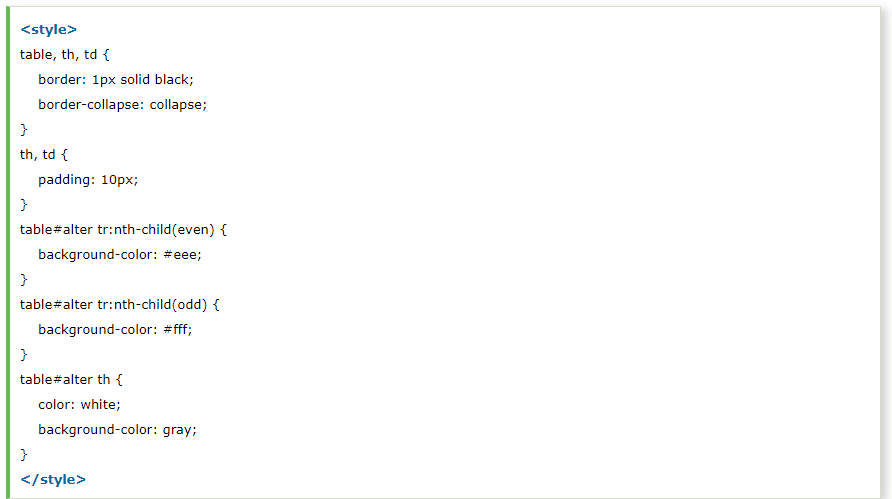 <style>
table, th, td {
border: 1px solid black;
border-collapse: collapse;
}
th, td {
padding: 10px;
}
table#alter tr:nth-child(even) {
background-color: #eee;
}
table#alter tr:nth-child(odd) {
background-color: #fff;
}
table#alter th {
color: white;
background-color: gray;
}
</style>